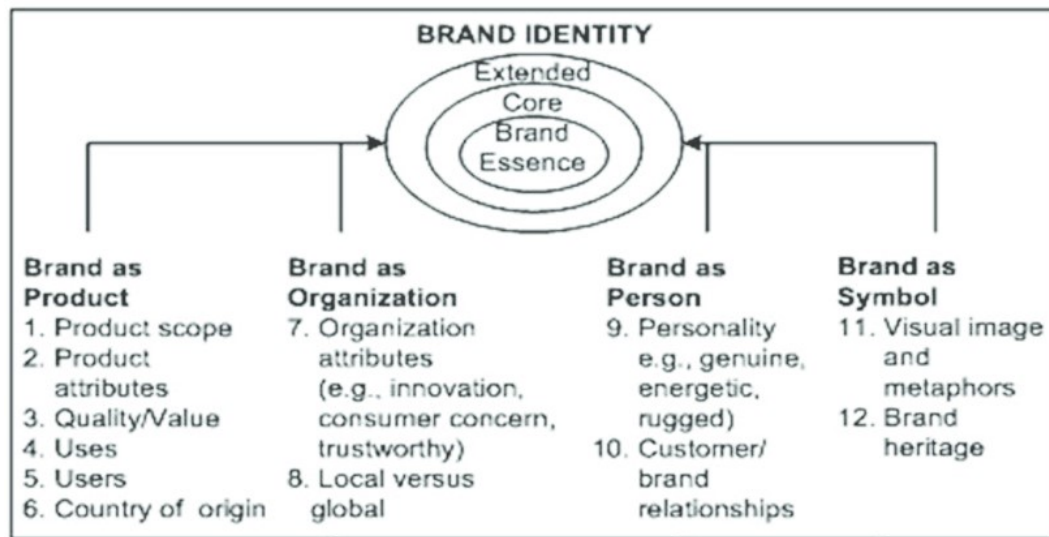 BRAND IDENTITY
Extended
Core
Brand
Essence
Brand as
Product
1. Product scope
2. Product
attributes
3. Quality/Value
4. Uses
5. Users
6. Country of origin
Brand as
Organization
7. Organization
attributes
(e.g., innovation,
consumer concern,
trustworthy)
8. Local versus
global
Brand as
Person
9. Personality
e.g., genuine,
energetic,
rugged)
10. Customer/
brand
relationships
Brand as
Symbol
11. Visual image
and
metaphors
12. Brand
heritage